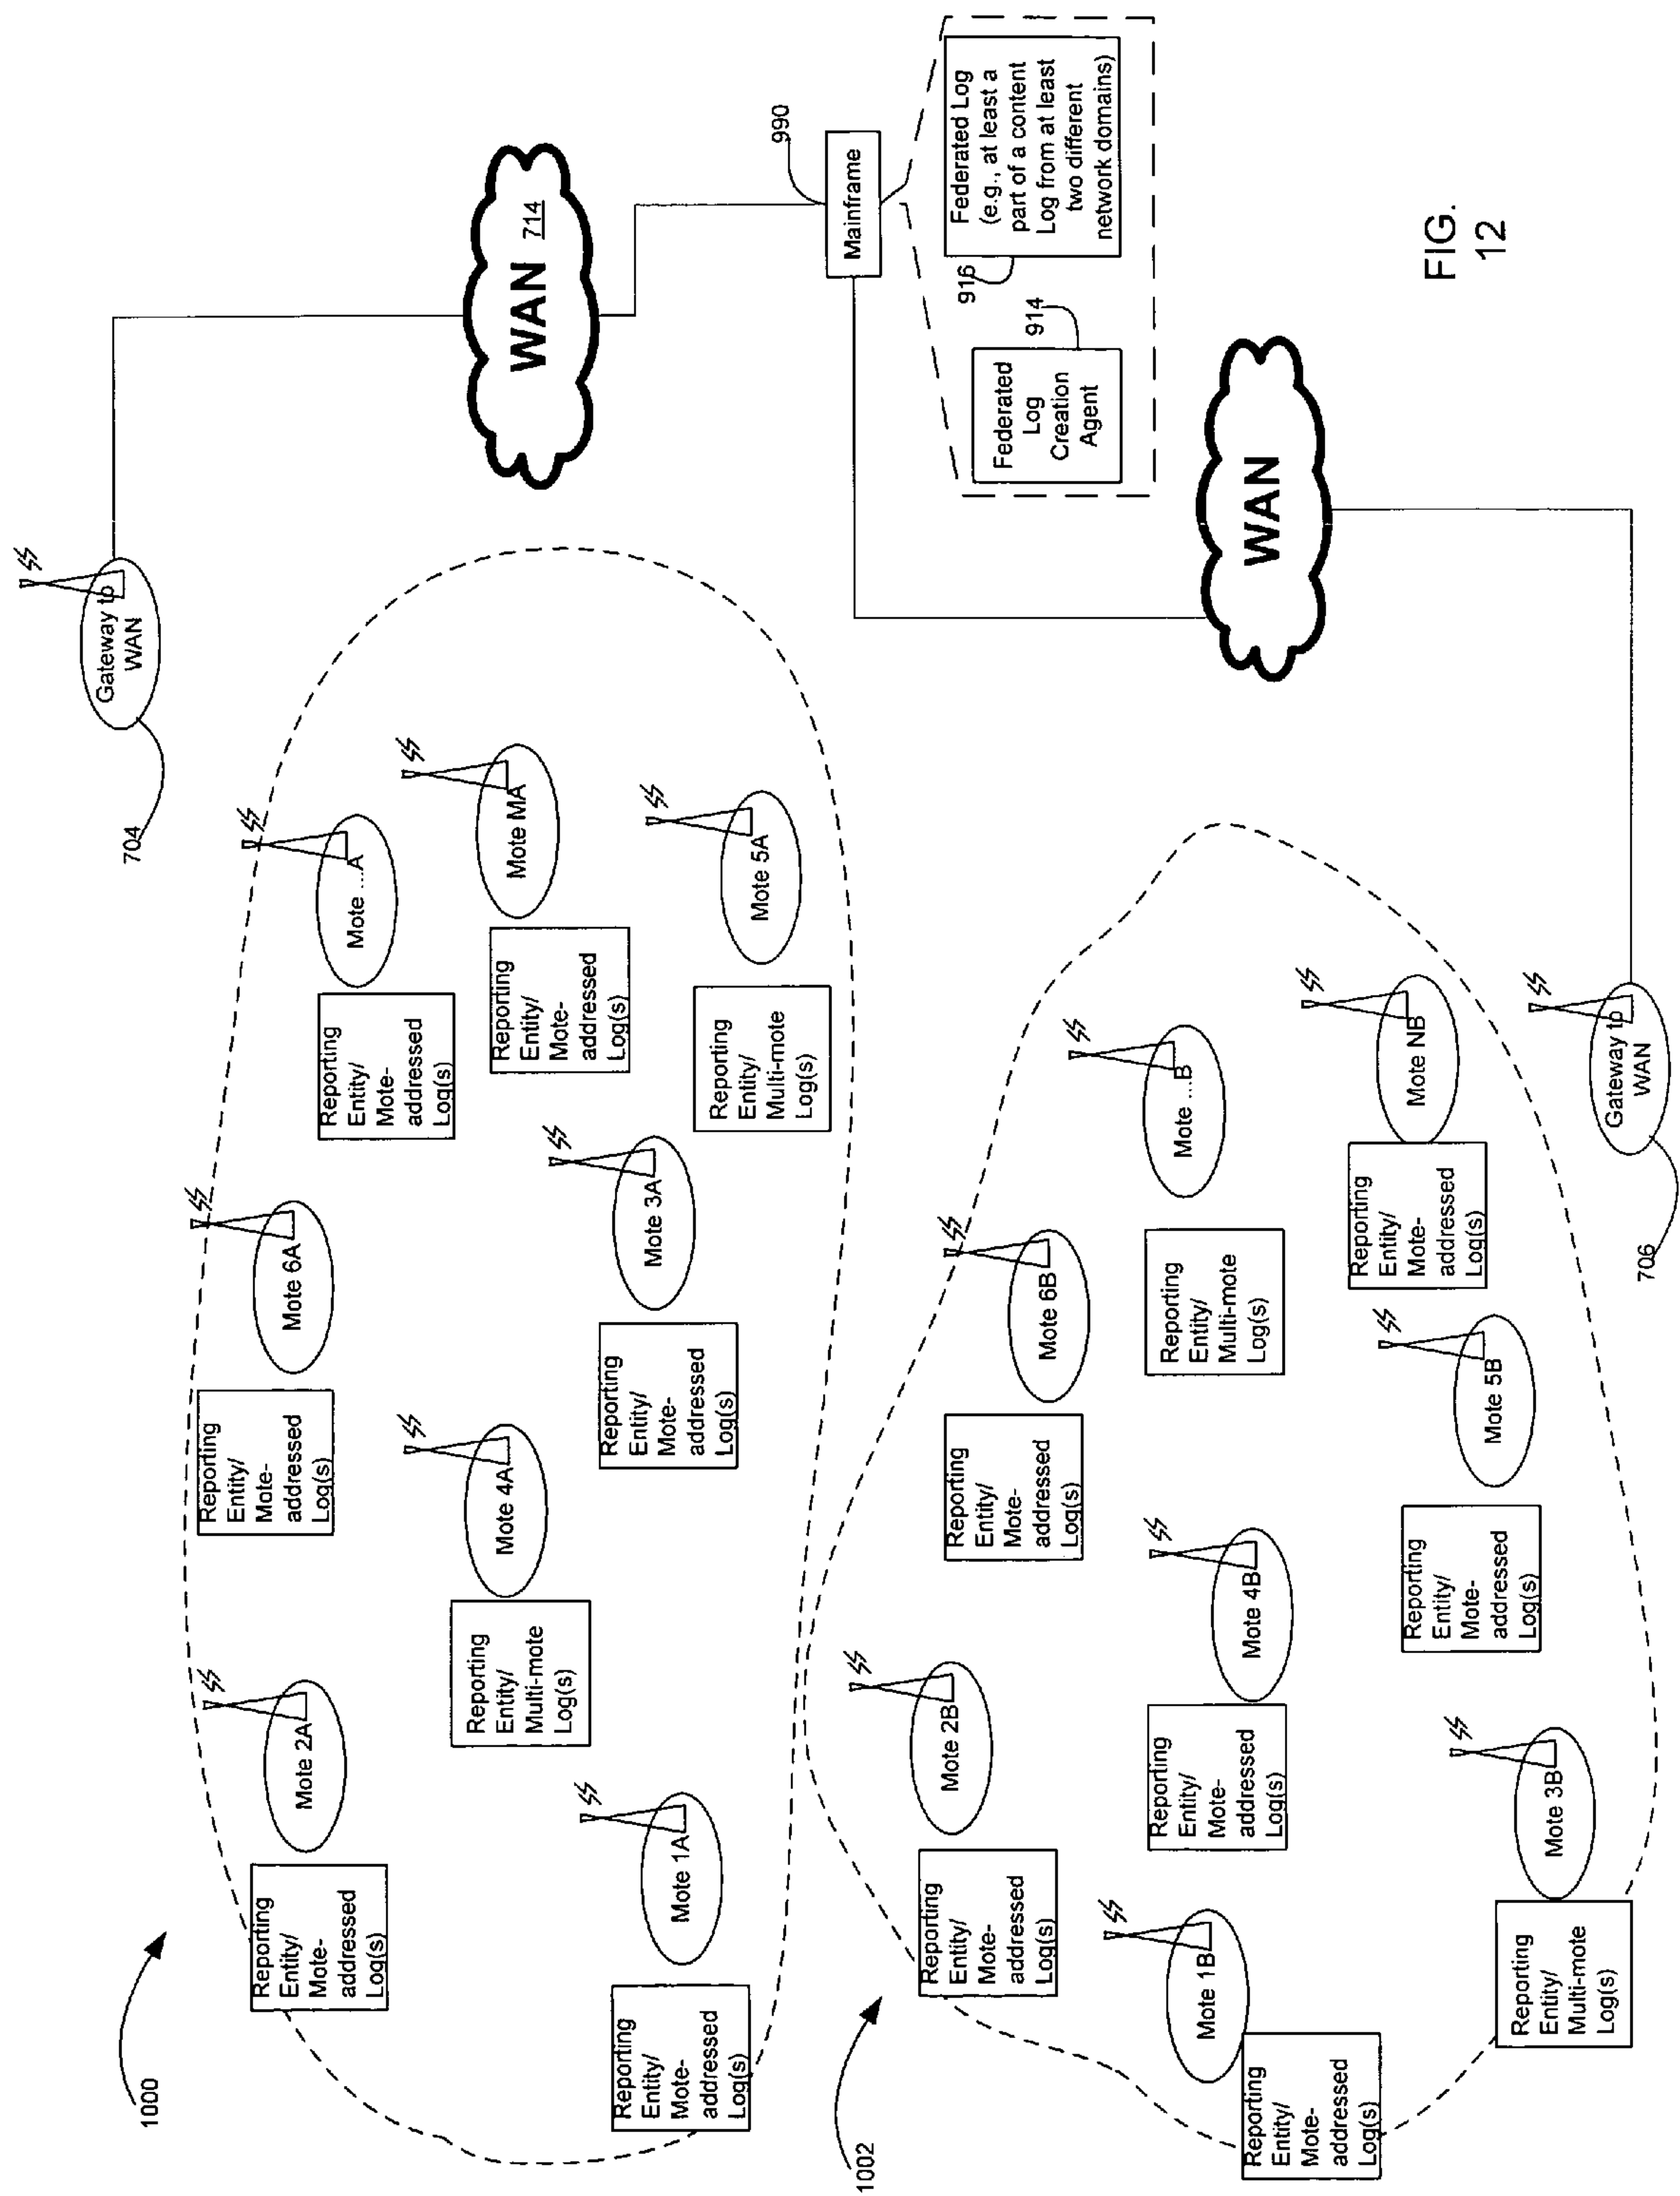 1000
Reporting
Entity/
Mote-
addressed
Log(s)
Mote 2A
Reporting
Entity/
Mote-
addressed
Log(s)
Mote 6A
Reporting
Entity/
Mote-
addressed
Log(s)
Mote ...A
704
Gateway to
WAN
Reporting
Entity/
Multi-mote
Log(s)
Mote 4A
Reporting
Entity/
Mote-
addressed
Log(s)
Mote MA
Reporting
Entity/
Mote-
addressed
Log(s)
Mote 1A
Reporting
Entity/
Mote-
addressed
Log(s)
Mote 3A
Reporting
Entity/
Multi-mote
Log(s)
Mote 5A
WAN 714
990
Mainframe
Federated
Log
Creation
Agent
914
916
Federated Log
(e.g., at least a
part of a content
Log from at least
two different
network domains)
1002
Reporting
Entity/
Mote-
addressed
Log(s)
Mote 2B
Reporting
Entity/
Mote-
addressed
Log(s)
Mote 6B
Reporting
Entity/
Multi-mote
Log(s)
Mote ...B
Reporting
Entity/
Mote-
addressed
Log(s)
Mote 1B
Reporting
Entity/
Mote-
addressed
Log(s)
Mote 4B
Reporting
Entity/
Mote-
addressed
Log(s)
Mote NB
Reporting
Entity/
Multi-mote
Log(s)
Mote 3B
Reporting
Entity/
Mote-
addressed
Log(s)
Mote 5B
706
Gateway to
WAN
WAN
FIG.
12